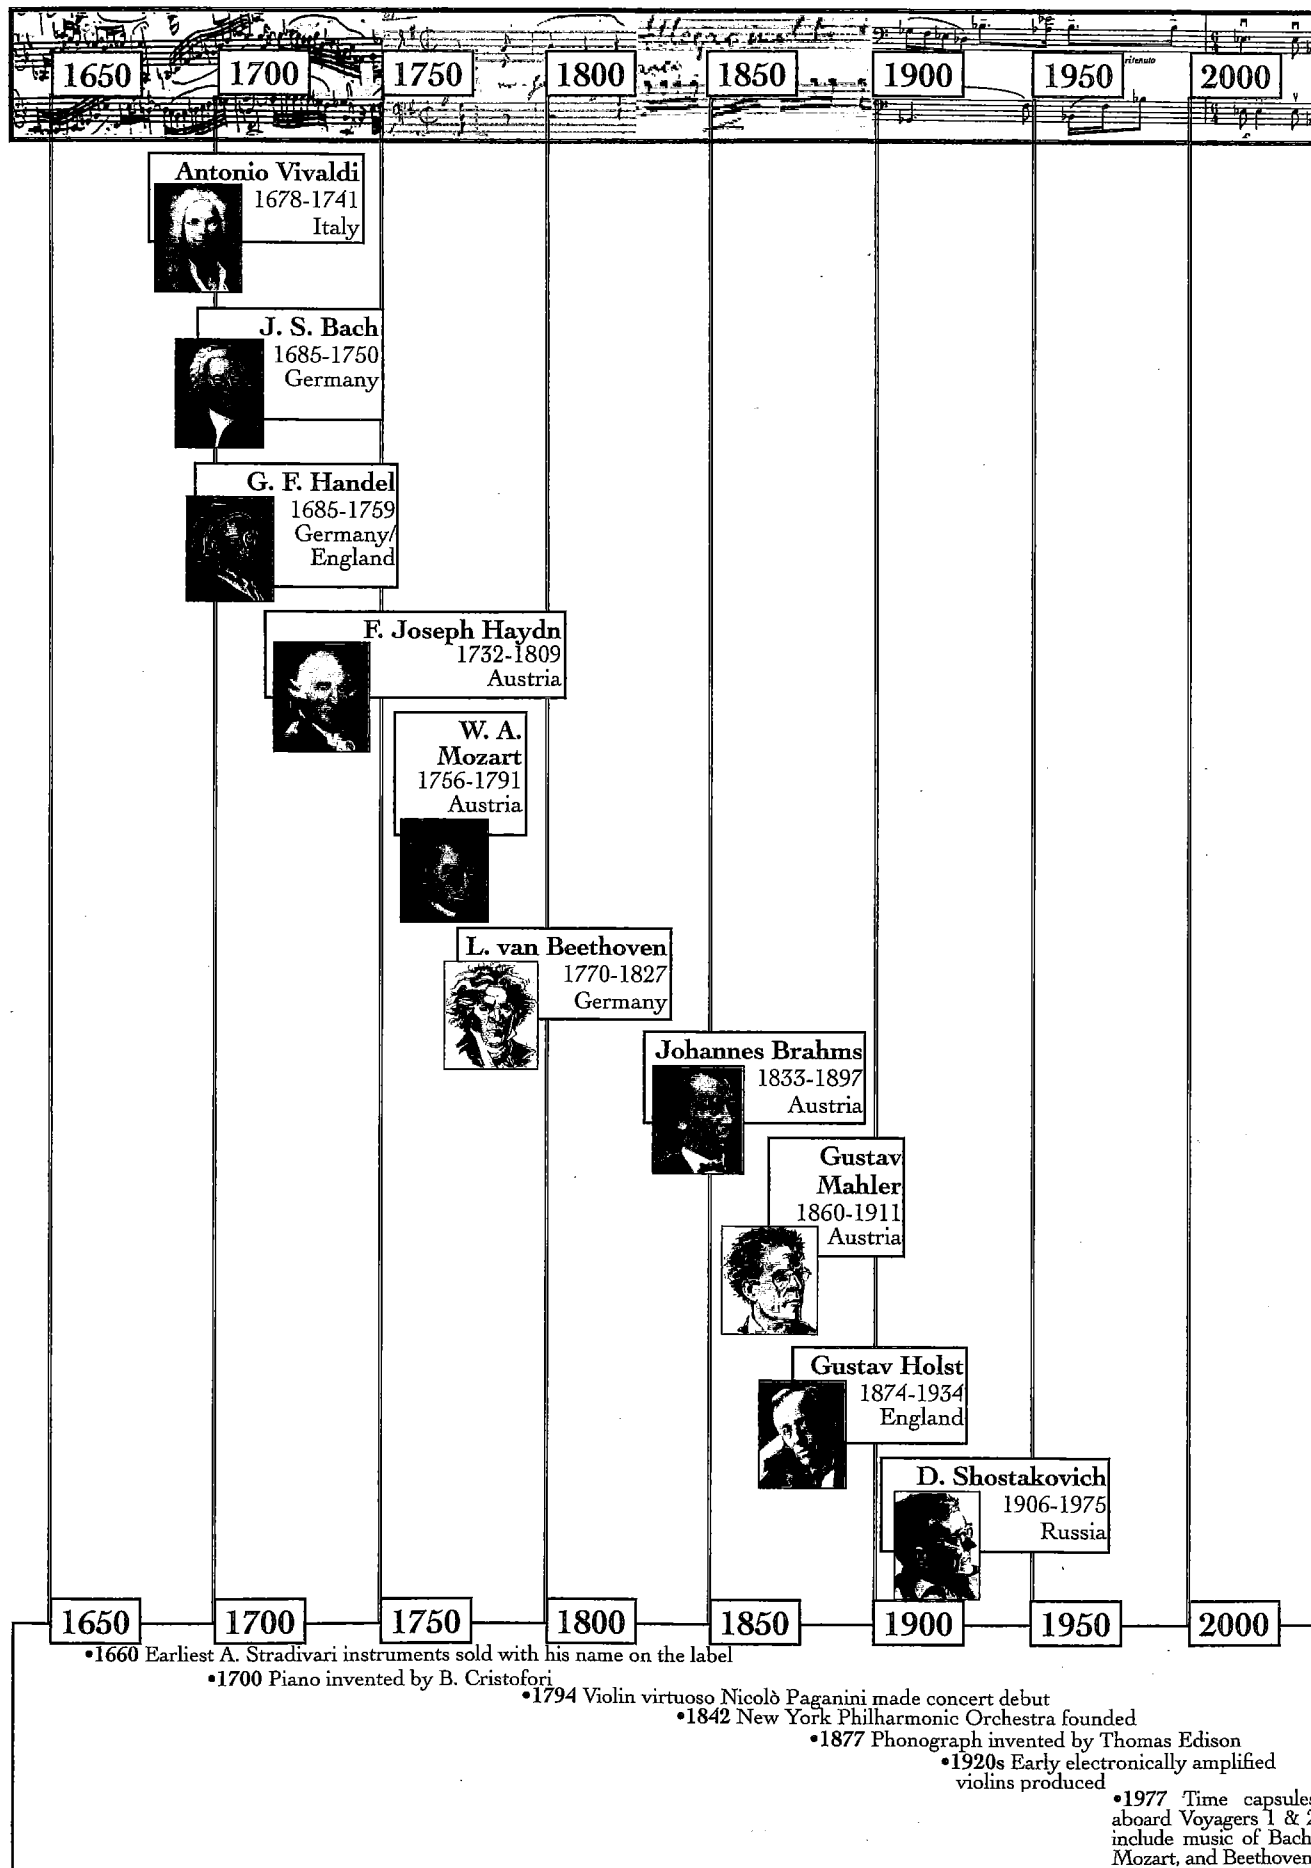 1650 1700 1750 1800 1850 1900 1950 2000
ritenuto
Antonio Vivaldi
1678-1741
Italy
J. S. Bach
1685-1750
Germany
G. F. Handel
1685-1759
Germany/
England
F. Joseph Haydn
1732-1809
Austria
W. A.
Mozart
1756-1791
Austria
L. van Beethoven
1770-1827
Germany
Johannes Brahms
1833-1897
Austria
Gustav
Mahler
1860-1911
Austria
Gustav Holst
1874-1934
England
D. Shostakovich
1906-1975
Russia
1650 1700 1750 1800 1850 1900 1950 2000
•1660 Earliest A. Stradivari instruments sold with his name on the label
•1700 Piano invented by B. Cristofori
•1794 Violin virtuoso Nicolò Paganini made concert debut
•1842 New York Philharmonic Orchestra founded
•1877 Phonograph invented by Thomas Edison
•1920s Early electronically amplified
violins produced
•1977 Time capsules
aboard Voyagers 1 & 2
include music of Bach
Mozart, and Beethoven